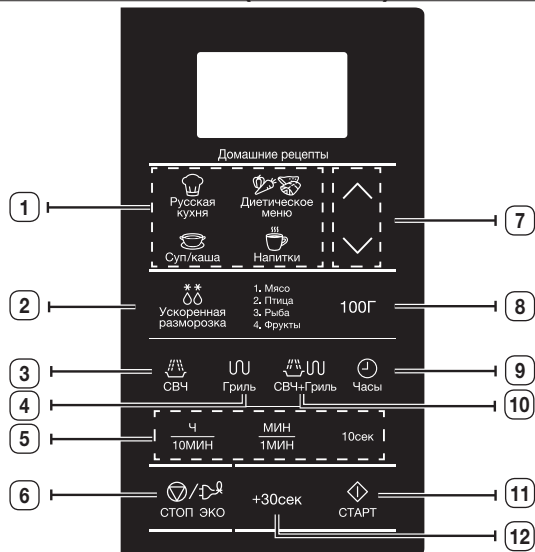 Домашние рецепты
Русская
кухня
Диетическое
меню
Суп/каша
Напитки
1
7
2
Ускоренная
разморозка
1. Мясо
2. Птица
3. Рыба
4. Фрукты
100Г
8
3
СВЧ
Гриль
СВЧ+Гриль
Часы
9
4
10
5
Ч
10МИН
МИН
1МИН
10сек
6
СТОП ЭКО
+30сек
СТАРТ
11
12